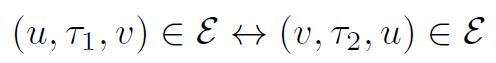 (u, τ₁, v) ∈ ℰ ↔ (v, τ₂, u) ∈ ℰ